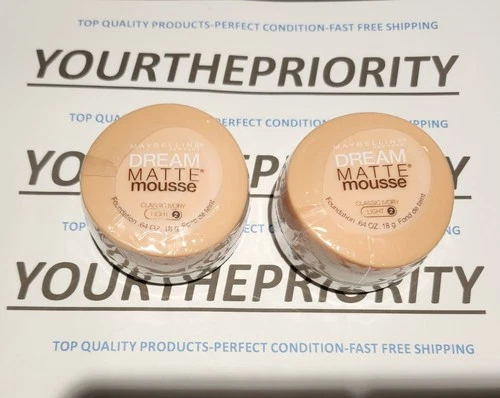 TOP QUALITY PRODUCTS-PERFECT CONDITION-FAST FREE SHIPPING
YOURTHEPRIORITY
TOP QUALITY PRODUCTS-PERFECT CONDITION-FAST FREE SHIPPING
YOURTHEPRIORITY
MAYBELLINE
DREAM
MATTE®
mousse
CLASSIC IVORY
LIGHT 2
Foundation .64 OZ. 18 g Fond de teint
MAYBELLINE
DREAM
MATTE®
mousse
CLASSIC IVORY
LIGHT 2
Foundation .64 OZ. 18 g Fond de teint
YOURTHEPRIORITY
TOP QUALITY PRODUCTS-PERFECT CONDITION-FAST FREE SHIPPING